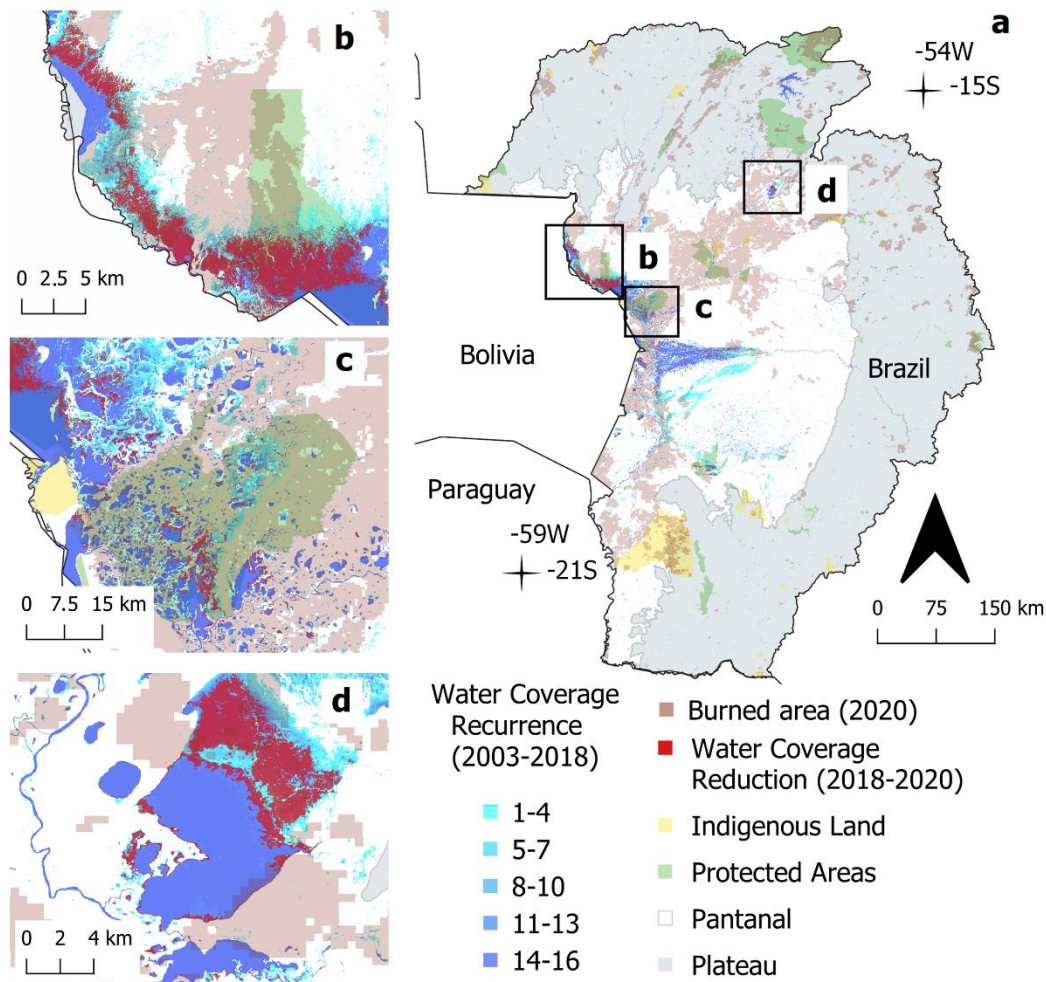 b
0 2.5 5 km
c
0 7.5 15 km
d
0 2 4 km
a
-54W
-15S
d
b
c
Bolivia
Brazil
Paraguay
-59W
-21S
0 75 150 km
Water Coverage
Recurrence
(2003-2018)
1-4
5-7
8-10
11-13
14-16
Burned area (2020)
Water Coverage
Reduction (2018-2020)
Indigenous Land
Protected Areas
Pantanal
Plateau